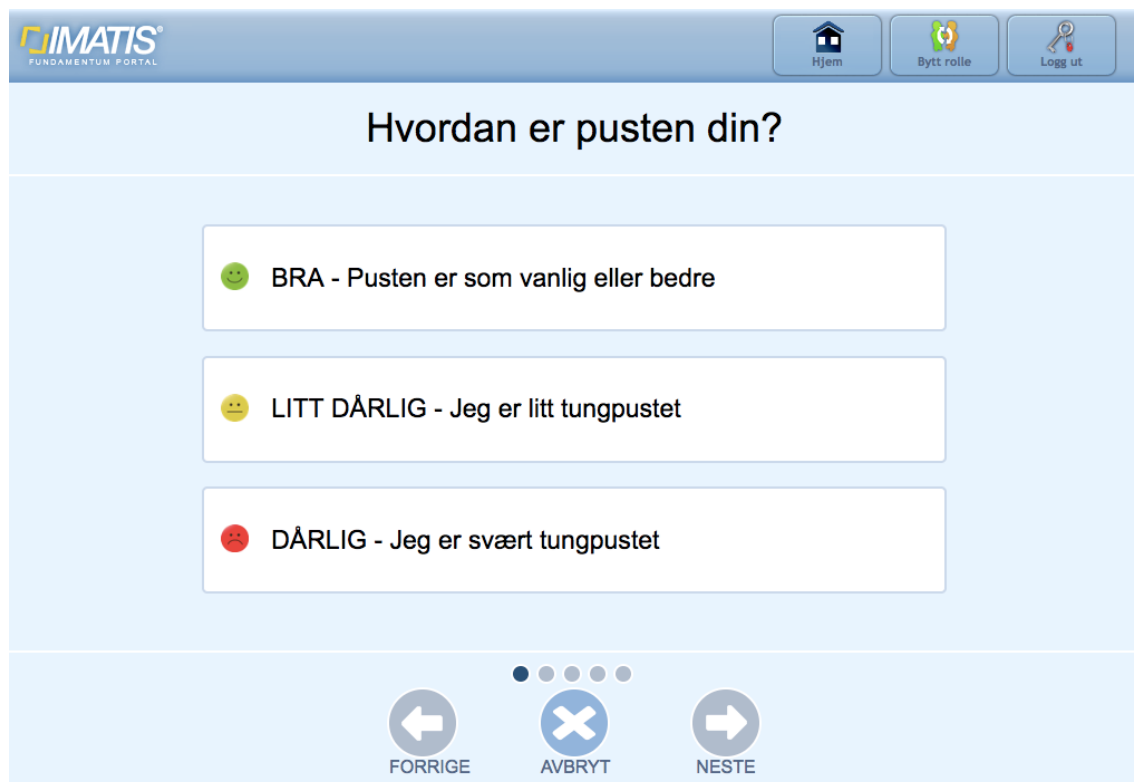 IMATIS®
FUNDAMENTUM PORTAL
Hjem
Bytt rolle
Logg ut
Hvordan er pusten din?
BRA - Pusten er som vanlig eller bedre
LITT DÅRLIG - Jeg er litt tungpustet
DÅRLIG - Jeg er svært tungpustet
FORRIGE
AVBRYT
NESTE